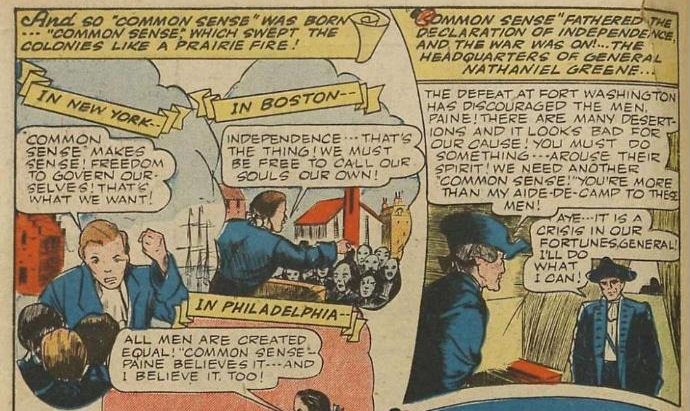 And so "COMMON SENSE" WAS BORN
... "COMMON SENSE," WHICH SWEPT THE
COLONIES LIKE A PRAIRIE FIRE!
IN NEW YORK--
"COMMON
SENSE" MAKES
SENSE! FREEDOM
TO GOVERN OUR-
SELVES! THAT'S
WHAT WE WANT!
IN BOSTON--
INDEPENDENCE---THAT'S
THE THING! WE MUST
BE FREE TO CALL OUR
SOULS OUR OWN!
IN PHILADELPHIA--
ALL MEN ARE CREATED
EQUAL! "COMMON SENSE"-
PAINE BELIEVES IT---AND
I BELIEVE IT, TOO!
COMMON SENSE" FATHERED THE
DECLARATION OF INDEPENDENCE,
AND THE WAR WAS ON!...THE
HEADQUARTERS OF GENERAL
NATHANIEL GREENE...
THE DEFEAT AT FORT WASHINGTON
HAS DISCOURAGED THE MEN,
PAINE! THERE ARE MANY DESERT-
IONS AND IT LOOKS BAD FOR
OUR CAUSE! YOU MUST DO
SOMETHING---AROUSE THEIR
SPIRIT! WE NEED ANOTHER
"COMMON SENSE!" YOU'RE MORE
THAN MY AIDE-DE-CAMP TO THESE
MEN!
AYE---IT IS A
CRISIS IN OUR
FORTUNES, GENERAL!
I'LL DO
WHAT I
CAN!